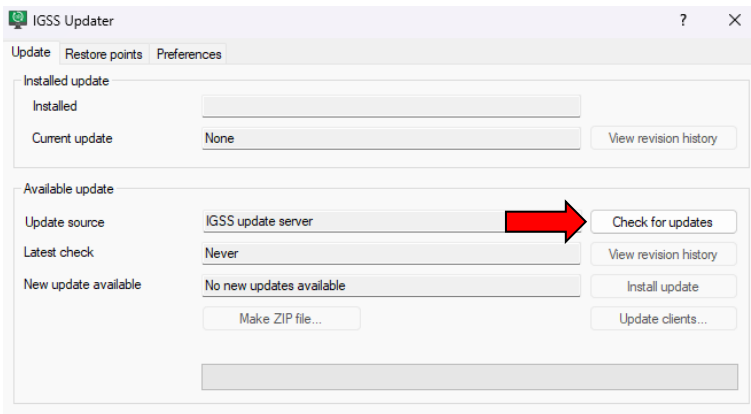 IGSS Updater ? X
Update Restore points Preferences
Installed update
Installed
Current update None View revision history
Available update
Update source IGSS update server Check for updates
Latest check Never View revision history
New update available No new updates available Install update
Make ZIP file... Update clients...